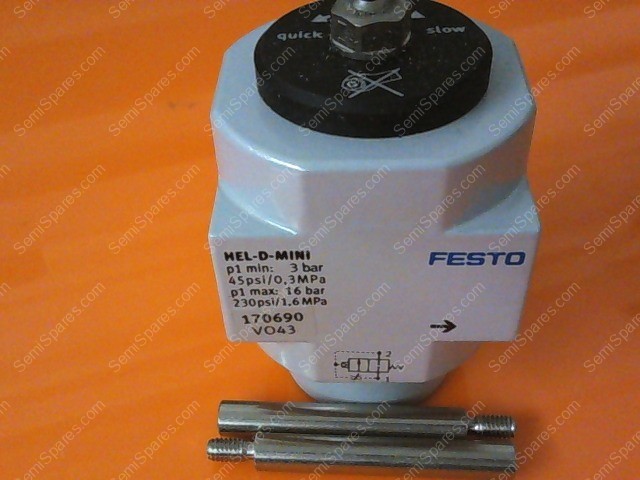 quick slow
HEL-D-MINI
p1 min: 3 bar
45psi/0,3MPa
p1 max: 16 bar
230psi/1,6MPa
170690
VO43
FESTO
2
1
SemiSpares.com